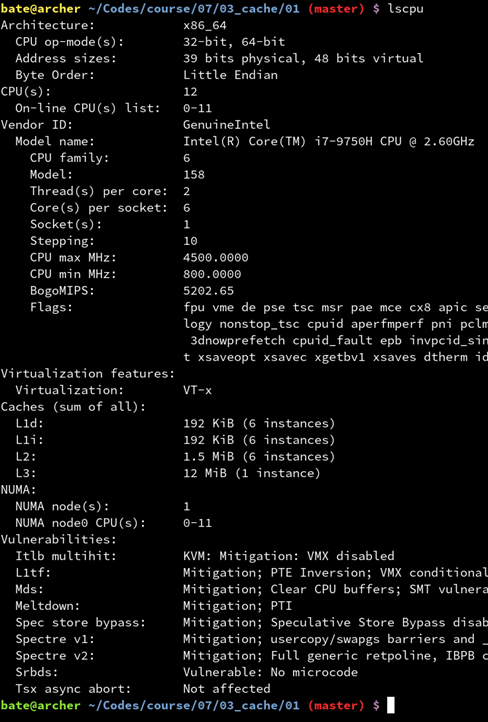 bate@archer ~/Codes/course/07/03_cache/01 (master) $ lscpu
Architecture:            x86_64
  CPU op-mode(s):        32-bit, 64-bit
  Address sizes:         39 bits physical, 48 bits virtual
  Byte Order:            Little Endian
CPU(s):                  12
  On-line CPU(s) list:   0-11
Vendor ID:               GenuineIntel
  Model name:            Intel(R) Core(TM) i7-9750H CPU @ 2.60GHz
    CPU family:          6
    Model:               158
    Thread(s) per core:  2
    Core(s) per socket:  6
    Socket(s):           1
    Stepping:            10
    CPU max MHz:         4500.0000
    CPU min MHz:         800.0000
    BogoMIPS:            5202.65
    Flags:               fpu vme de pse tsc msr pae mce cx8 apic se
                         logy nonstop_tsc cpuid aperfmperf pni pclm
                          3dnowprefetch cpuid_fault epb invpcid_sin
                         t xsaveopt xsavec xgetbv1 xsaves dtherm id
Virtualization features:
  Virtualization:        VT-x
Caches (sum of all):
  L1d:                   192 KiB (6 instances)
  L1i:                   192 KiB (6 instances)
  L2:                    1.5 MiB (6 instances)
  L3:                    12 MiB (1 instance)
NUMA:
  NUMA node(s):          1
  NUMA node0 CPU(s):     0-11
Vulnerabilities:
  Itlb multihit:         KVM: Mitigation: VMX disabled
  L1tf:                  Mitigation; PTE Inversion; VMX conditional
  Mds:                   Mitigation; Clear CPU buffers; SMT vulnera
  Meltdown:              Mitigation; PTI
  Spec store bypass:     Mitigation; Speculative Store Bypass disab
  Spectre v1:            Mitigation; usercopy/swapgs barriers and _
  Spectre v2:            Mitigation; Full generic retpoline, IBPB c
  Srbds:                 Vulnerable: No microcode
  Tsx async abort:       Not affected
bate@archer ~/Codes/course/07/03_cache/01 (master) $